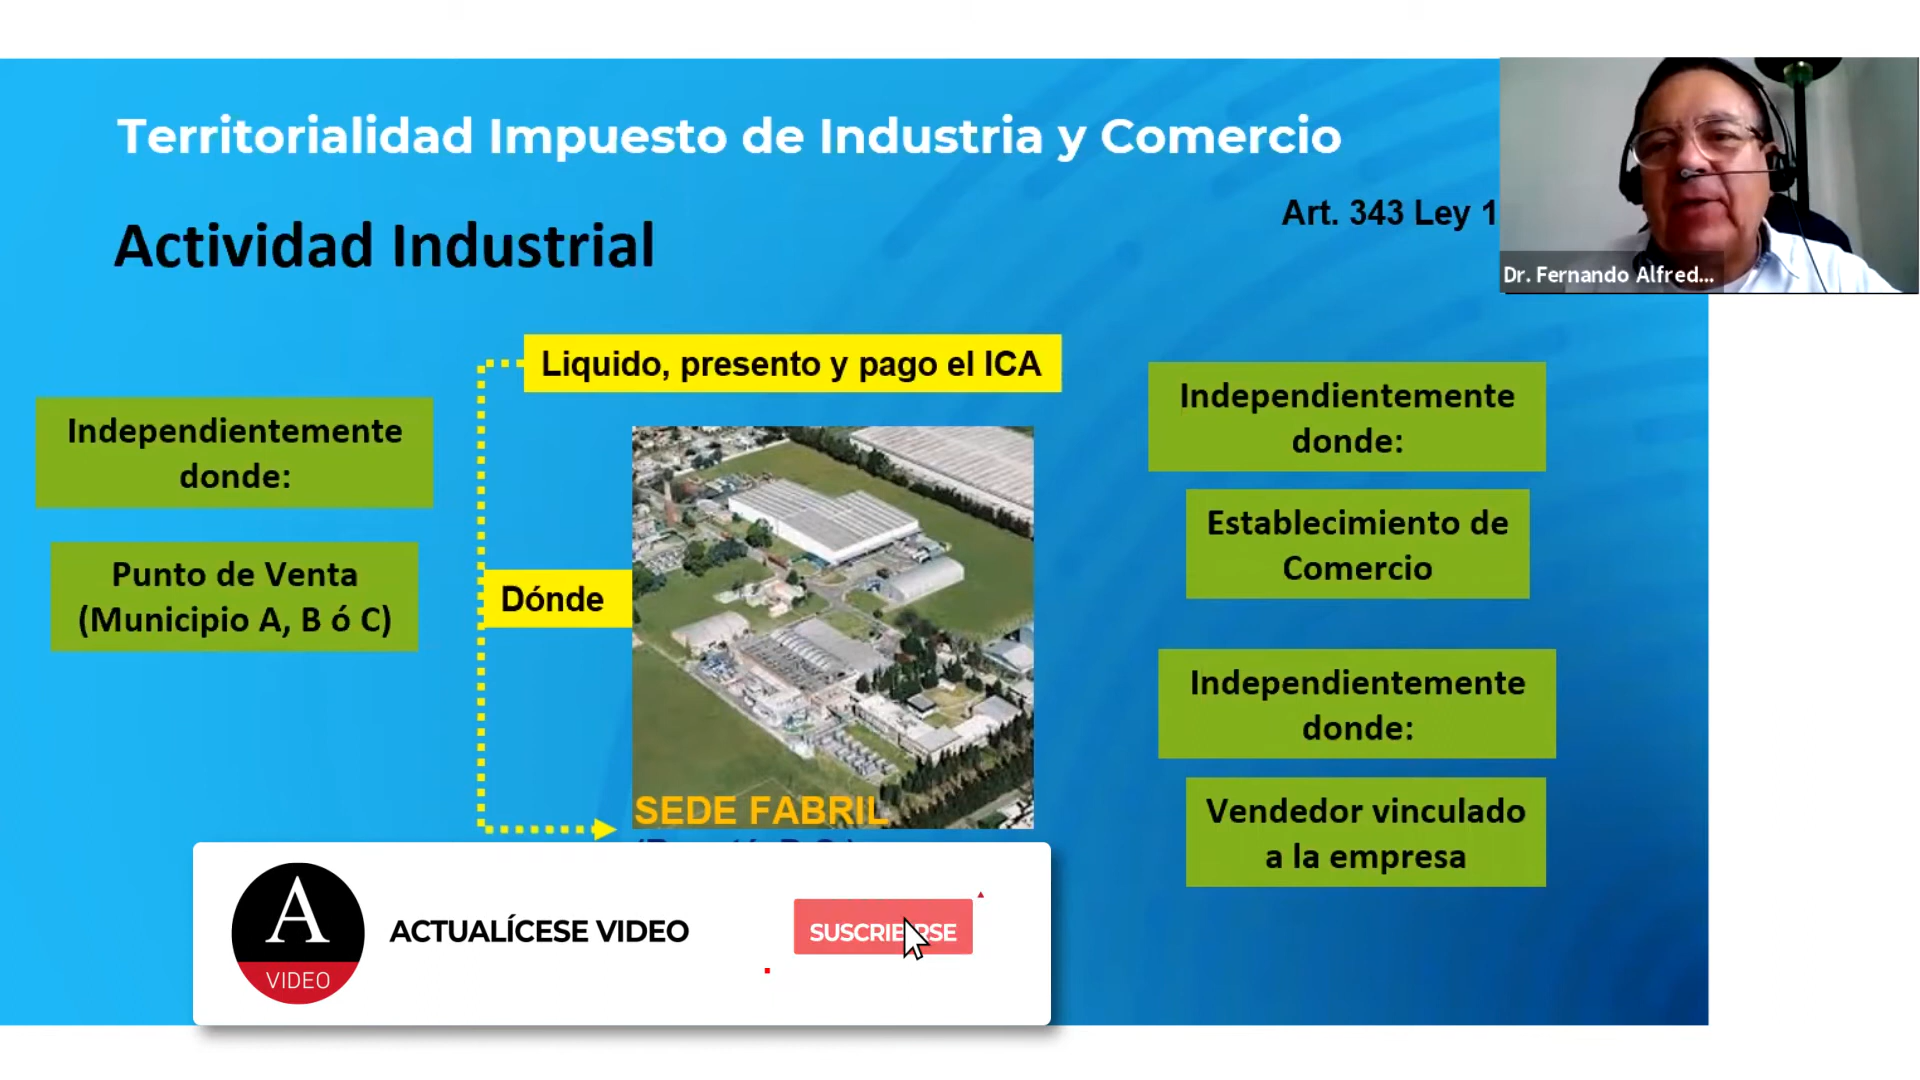 Territorialidad Impuesto de Industria y Comercio
Art. 343 Ley 1
Dr. Fernando Alfred...
Actividad Industrial
Liquido, presento y pago el ICA
Independientemente
donde:
Punto de Venta
(Municipio A, B ó C)
Dónde
SEDE FABRIL
Independientemente
donde:
Establecimiento de
Comercio
Independientemente
donde:
Vendedor vinculado
a la empresa
A
VIDEO
ACTUALÍCESE VIDEO
SUSCRIBIRSE